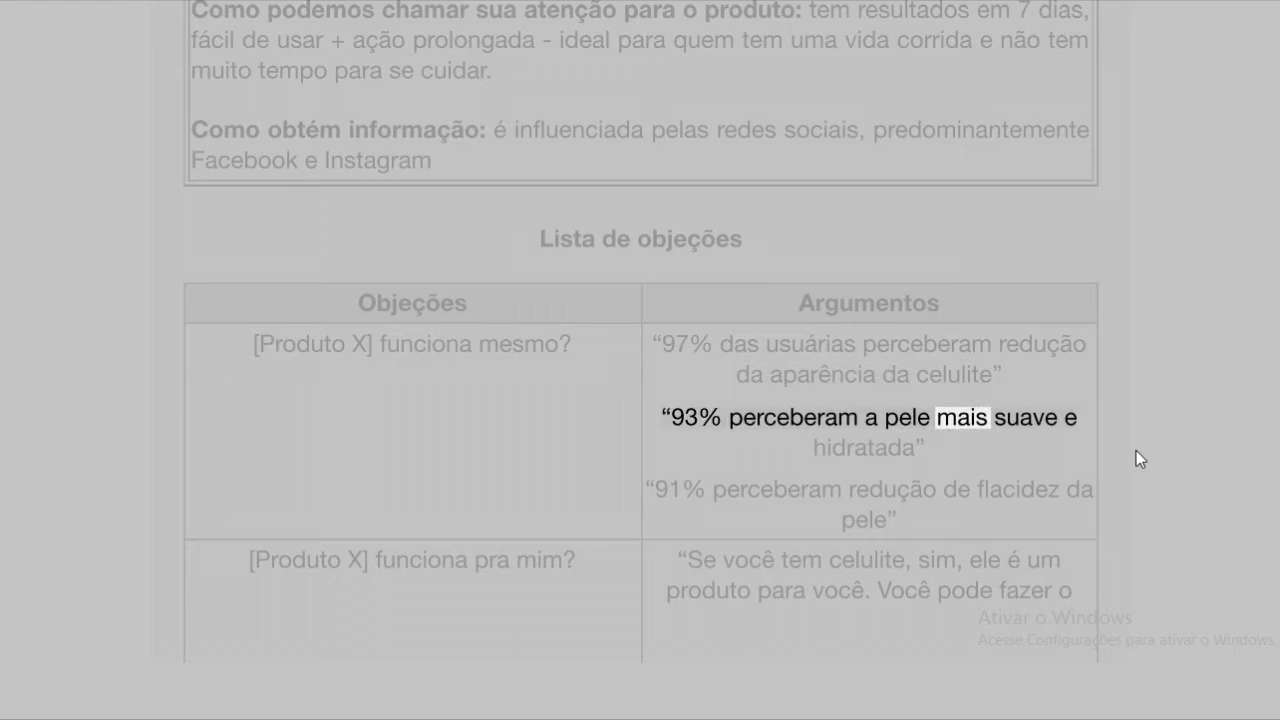 Como podemos chamar sua atenção para o produto: tem resultados em 7 dias,
fácil de usar + ação prolongada - ideal para quem tem uma vida corrida e não tem
muito tempo para se cuidar.
Como obtém informação: é influenciada pelas redes sociais, predominantemente
Facebook e Instagram
Lista de objeções
Objeções
Argumentos
[Produto X] funciona mesmo?
“97% das usuárias perceberam redução
da aparência da celulite”
“93% perceberam a pele mais suave e
hidratada”
“91% perceberam redução de flacidez da
pele”
[Produto X] funciona pra mim?
“Se você tem celulite, sim, ele é um
produto para você. Você pode fazer o
Ativar o Windows
Acesse Configurações para ativar o Windows.